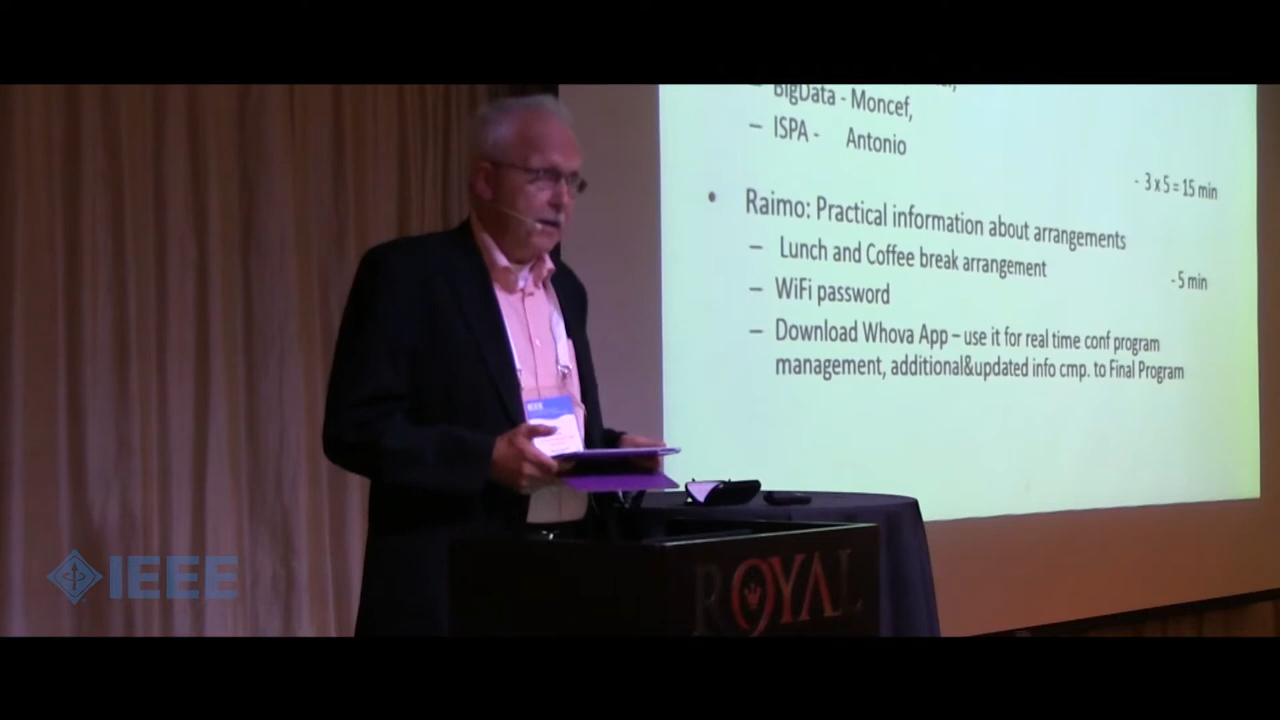 – BigData - Moncef,
– ISPA - Antonio
- 3 x 5 = 15 min
• Raimo: Practical information about arrangements
– Lunch and Coffee break arrangement
- 5 min
– WiFi password
– Download Whova App – use it for real time conf program
management, additional&updated info cmp. to Final Program
IEEE
ROYAL
IEEE